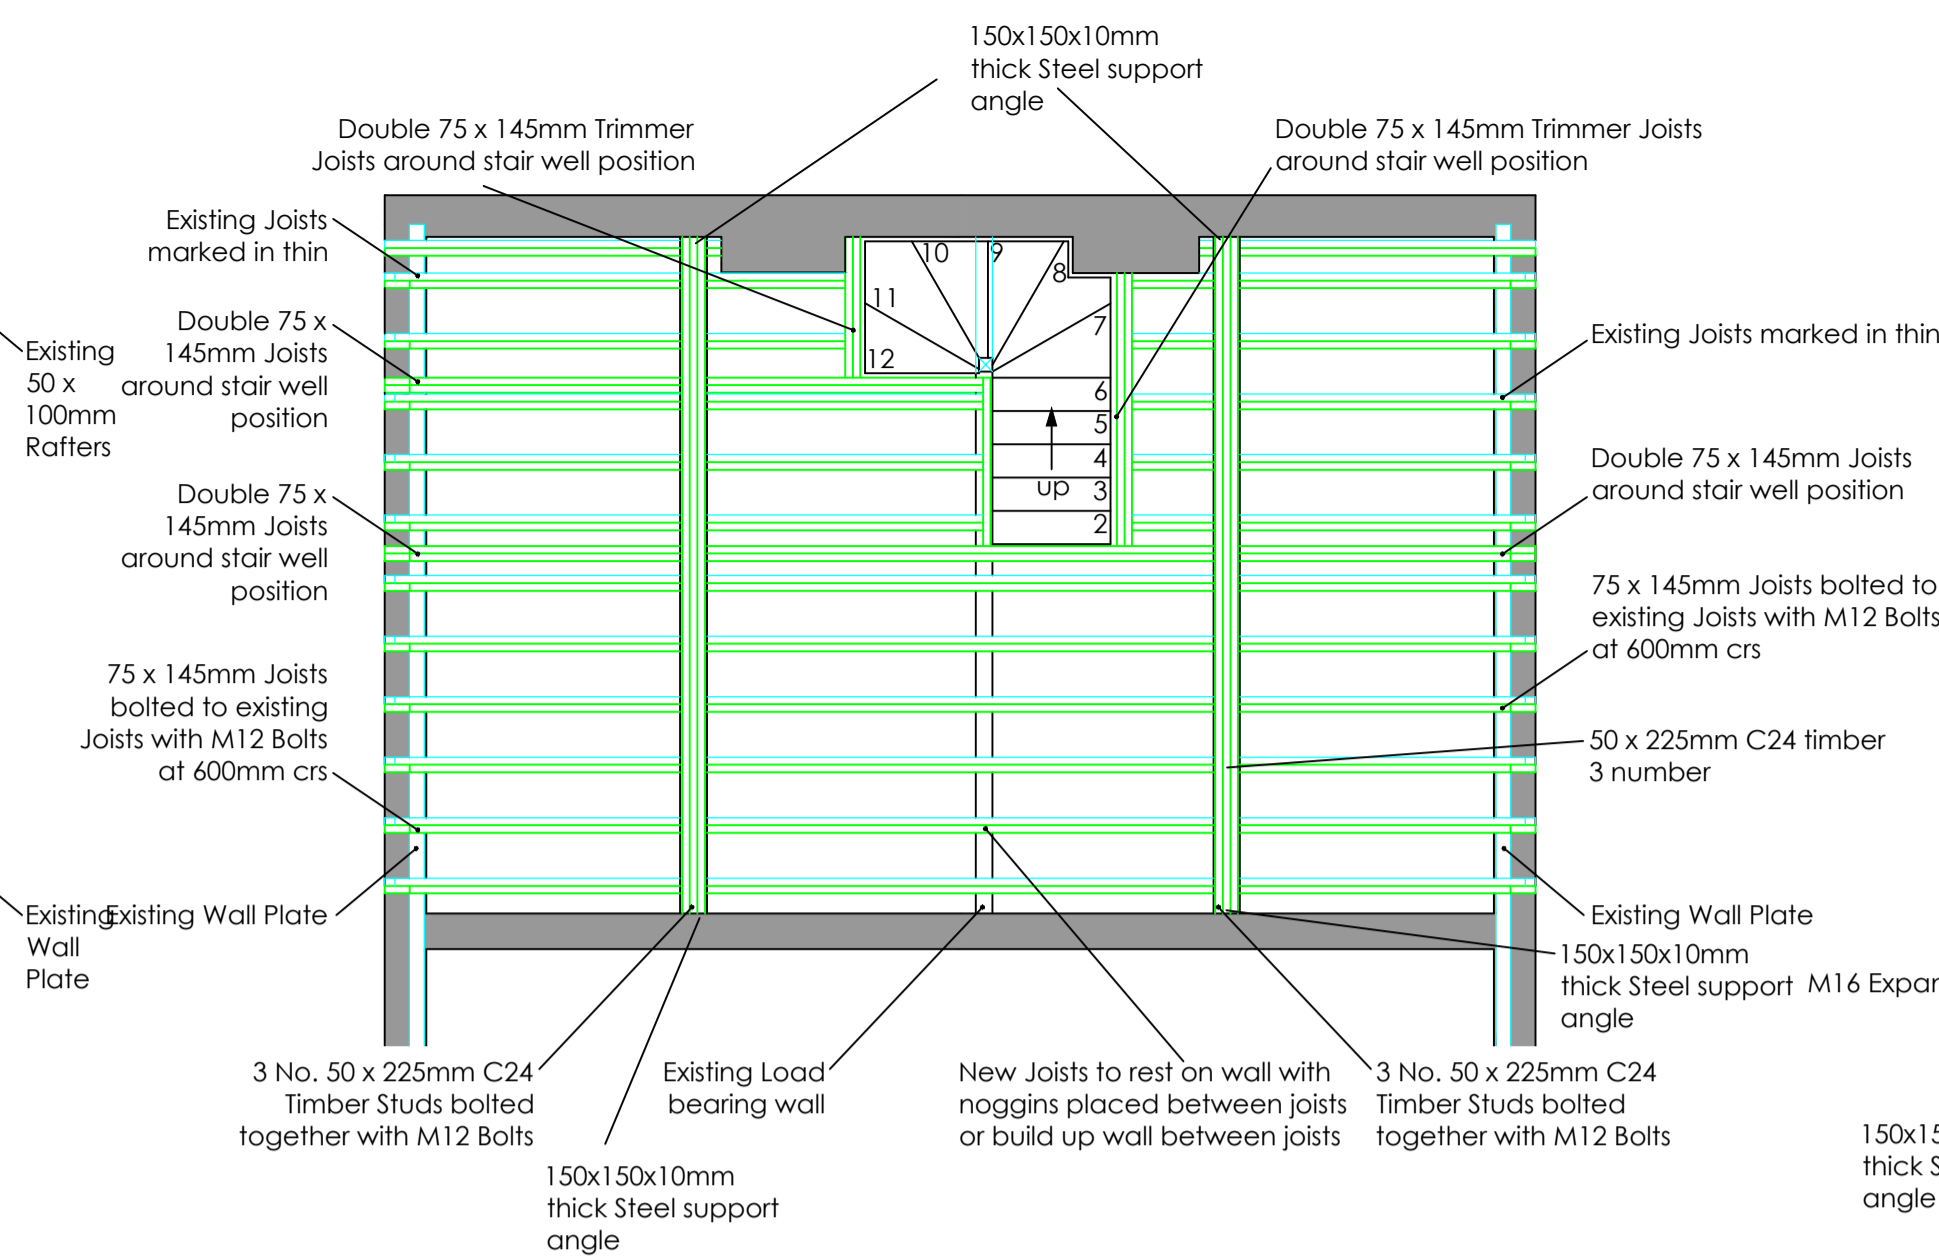 150x150x10mm
thick Steel support
angle
Double 75 x 145mm Trimmer
Joists around stair well position
Double 75 x 145mm Trimmer Joists
around stair well position
Existing Joists
marked in thin
Existing
50 x
100mm
Rafters
Double 75 x
145mm Joists
around stair well
position
Double 75 x
145mm Joists
around stair well
position
75 x 145mm Joists
bolted to existing
Joists with M12 Bolts
at 600mm crs
Existing
Wall
Plate
Existing Wall Plate
10
9
8
11
7
12
6
5
4
up
3
2
Existing Joists marked in thin
Double 75 x 145mm Joists
around stair well position
75 x 145mm Joists bolted to
existing Joists with M12 Bolts
at 600mm crs
50 x 225mm C24 timber
3 number
Existing Wall Plate
150x150x10mm
thick Steel support
angle
M16
3 No. 50 x 225mm C24
Timber Studs bolted
together with M12 Bolts
150x150x10mm
thick Steel support
angle
Existing Load
bearing wall
New Joists to rest on wall with
noggins placed between joists
or build up wall between joists
3 No. 50 x 225mm C24
Timber Studs bolted
together with M12 Bolts
thick
angle